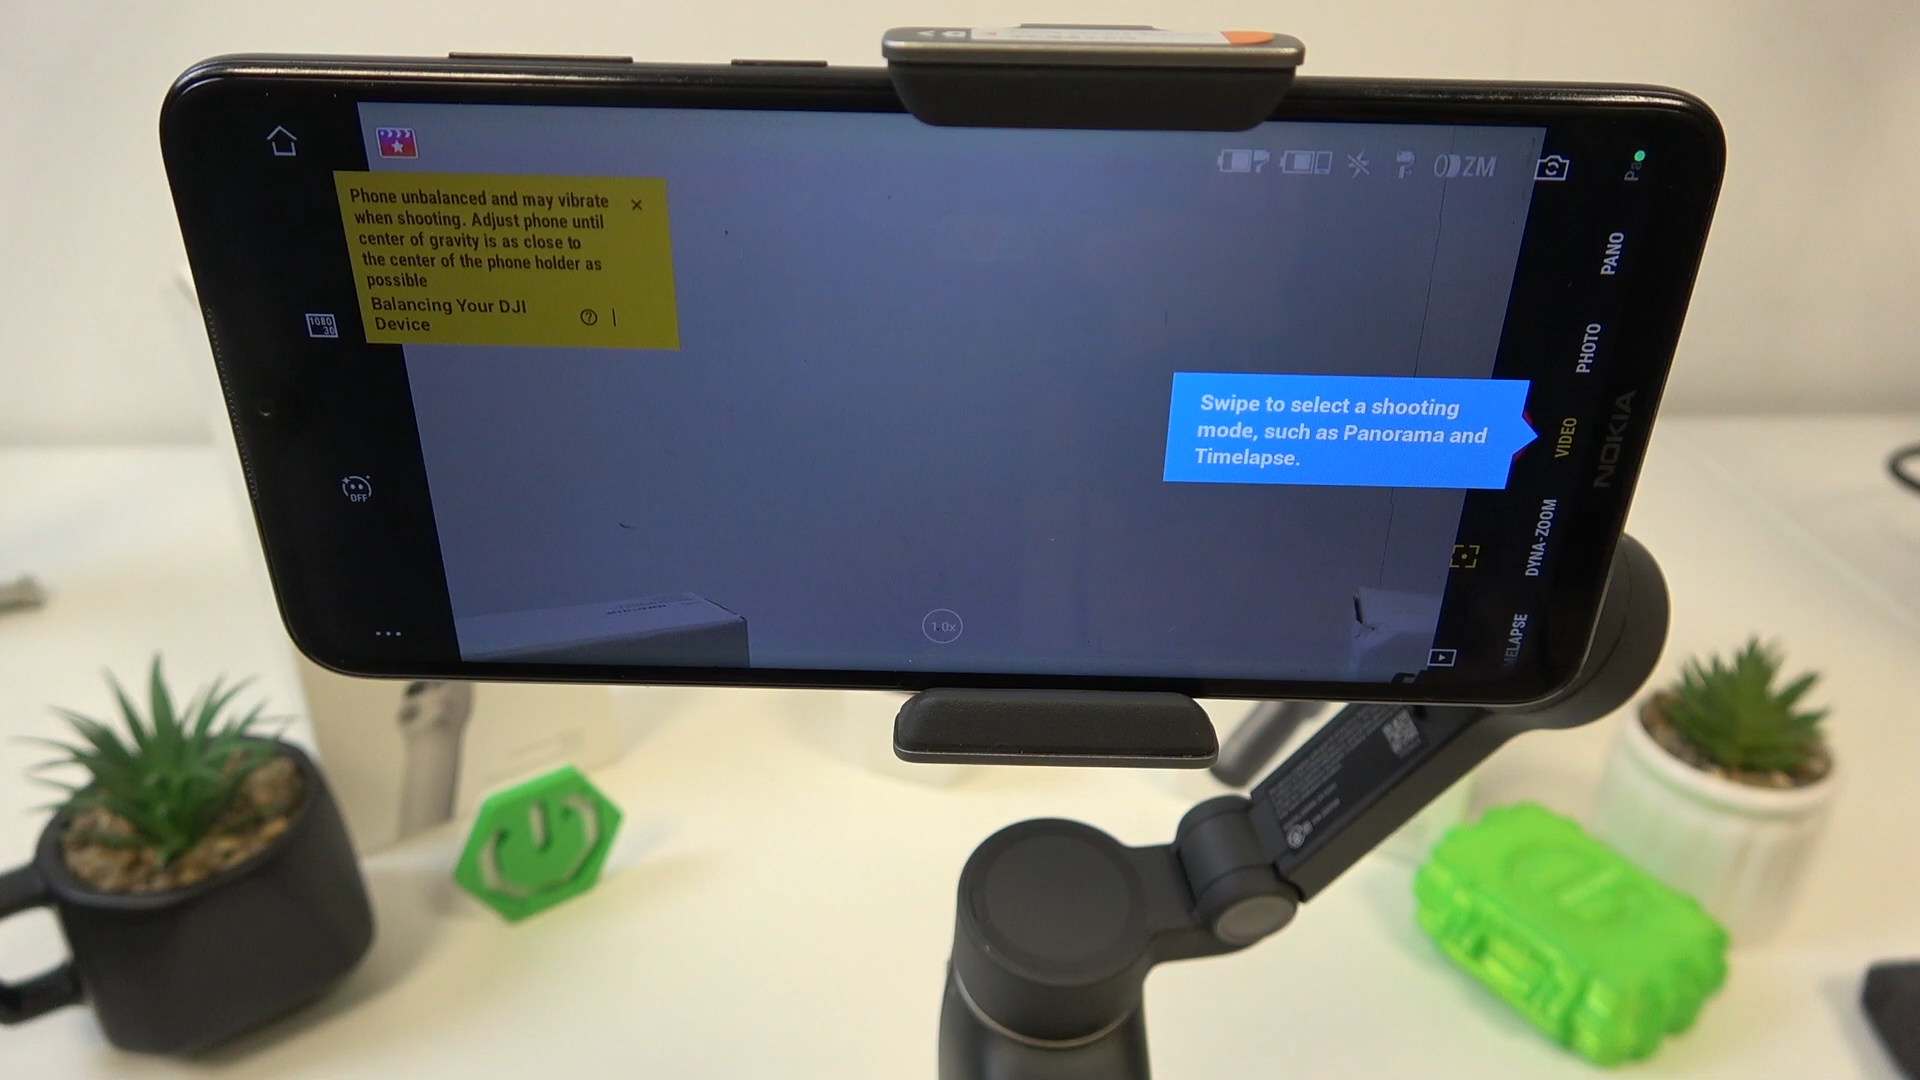 Phone unbalanced and may vibrate
when shooting. Adjust phone until
center of gravity is as close to
the center of the phone holder as
possible
Balancing Your DJI
Device
1080
30
OFF
ZM
PANO
PHOTO
VIDEO
DYNA-ZOOM
MELAPSE
Swipe to select a shooting
mode, such as Panorama and
Timelapse.
1.0x
NOKIA